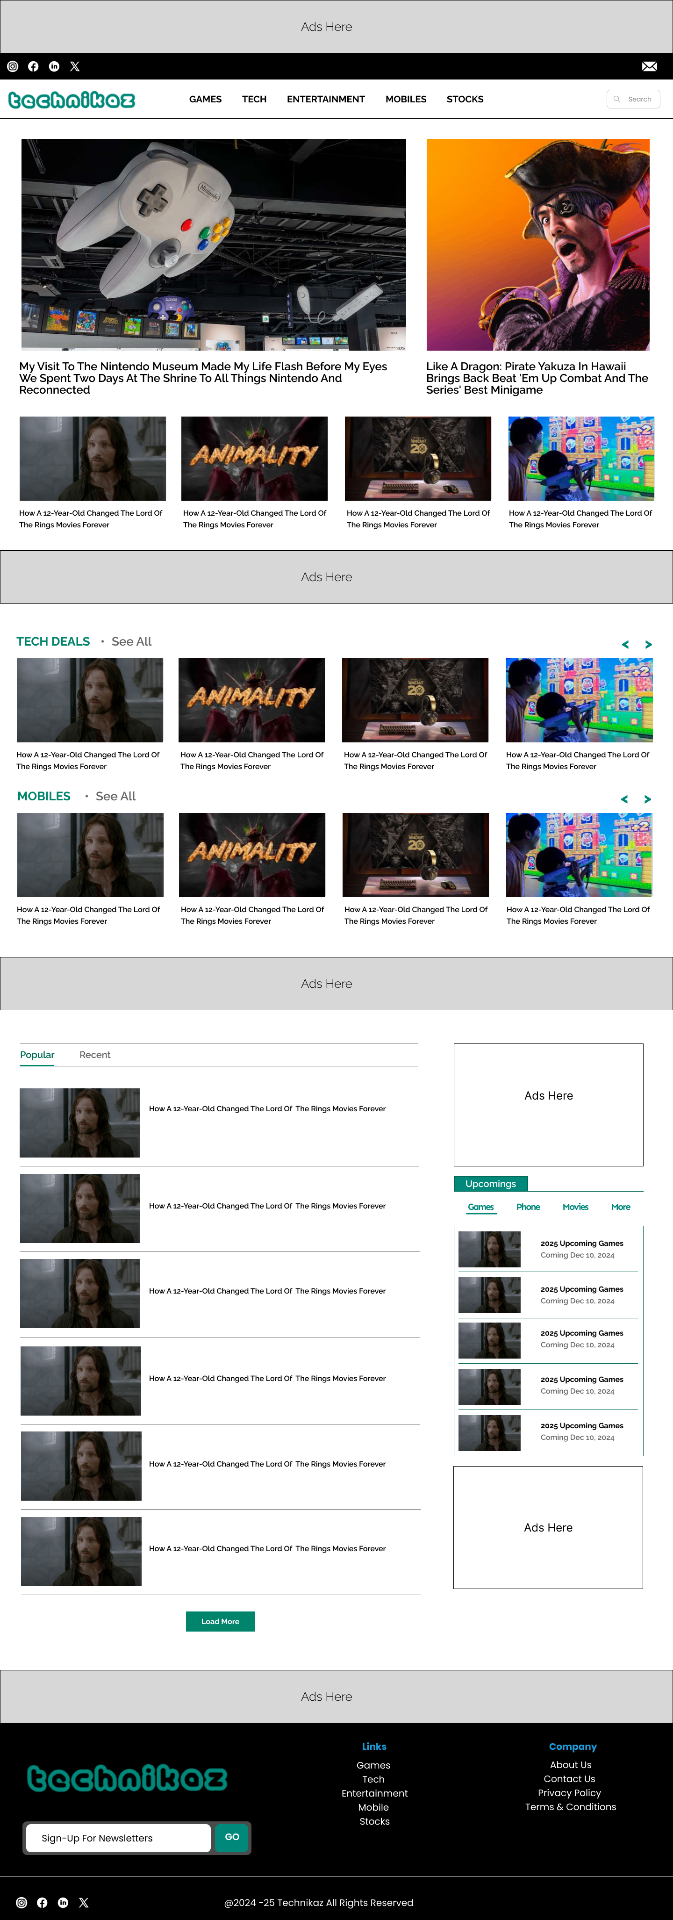 Ads Here
technikaz
GAMES TECH ENTERTAINMENT MOBILES STOCKS
Search
Nintendo
My Visit To The Nintendo Museum Made My Life Flash Before My Eyes
We Spent Two Days At The Shrine To All Things Nintendo And
Reconnected
Like A Dragon: Pirate Yakuza In Hawaii
Brings Back Beat 'Em Up Combat And The
Series' Best Minigame
ANIMALITY
20
+2
How A 12-Year-Old Changed The Lord Of
The Rings Movies Forever
How A 12-Year-Old Changed The Lord Of
The Rings Movies Forever
How A 12-Year-Old Changed The Lord Of
The Rings Movies Forever
How A 12-Year-Old Changed The Lord Of
The Rings Movies Forever
Ads Here
TECH DEALS • See All
< >
ANIMALITY
20
+2
How A 12-Year-Old Changed The Lord Of
The Rings Movies Forever
How A 12-Year-Old Changed The Lord Of
The Rings Movies Forever
How A 12-Year-Old Changed The Lord Of
The Rings Movies Forever
How A 12-Year-Old Changed The Lord Of
The Rings Movies Forever
MOBILES • See All
< >
ANIMALITY
20
+2
How A 12-Year-Old Changed The Lord Of
The Rings Movies Forever
How A 12-Year-Old Changed The Lord Of
The Rings Movies Forever
How A 12-Year-Old Changed The Lord Of
The Rings Movies Forever
How A 12-Year-Old Changed The Lord Of
The Rings Movies Forever
Ads Here
Popular Recent
How A 12-Year-Old Changed The Lord Of The Rings Movies Forever
How A 12-Year-Old Changed The Lord Of The Rings Movies Forever
How A 12-Year-Old Changed The Lord Of The Rings Movies Forever
How A 12-Year-Old Changed The Lord Of The Rings Movies Forever
How A 12-Year-Old Changed The Lord Of The Rings Movies Forever
How A 12-Year-Old Changed The Lord Of The Rings Movies Forever
Load More
Ads Here
Upcomings
Games Phone Movies More
2025 Upcoming Games
Coming Dec 10, 2024
2025 Upcoming Games
Coming Dec 10, 2024
2025 Upcoming Games
Coming Dec 10, 2024
2025 Upcoming Games
Coming Dec 10, 2024
2025 Upcoming Games
Coming Dec 10, 2024
Ads Here
Ads Here
technikaz
Sign-Up For Newsletters GO
Links
Games
Tech
Entertainment
Mobile
Stocks
Company
About Us
Contact Us
Privacy Policy
Terms & Conditions
@2024 -25 Technikaz All Rights Reserved